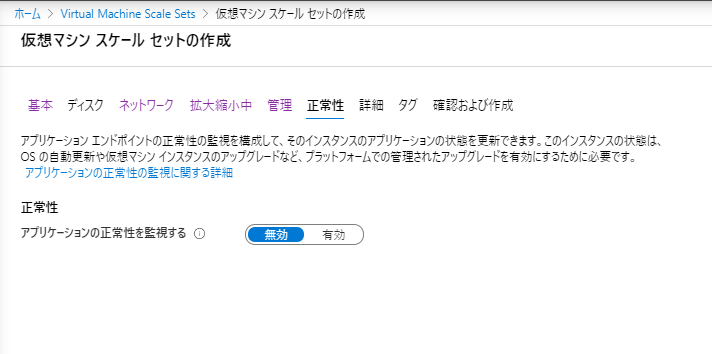 ホーム > Virtual Machine Scale Sets > 仮想マシン スケール セットの作成
仮想マシン スケール セットの作成
基本 ディスク ネットワーク 拡大縮小中 管理 正常性 詳細 タグ 確認および作成
アプリケーション エンドポイントの正常性の監視を構成して、そのインスタンスのアプリケーションの状態を更新できます。このインスタンスの状態は、
OS の自動更新や仮想マシン インスタンスのアップグレードなど、プラットフォームでの管理されたアップグレードを有効にするために必要です。
アプリケーションの正常性の監視に関する詳細
正常性
アプリケーションの正常性を監視する 無効 有効